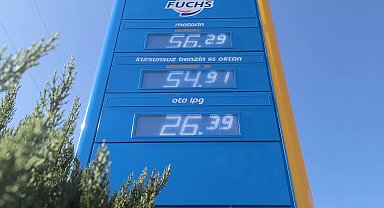 FUCHS
motorin
56.29
kurşunsuz benzin 95 oktan
54.91
oto lpg
26.39